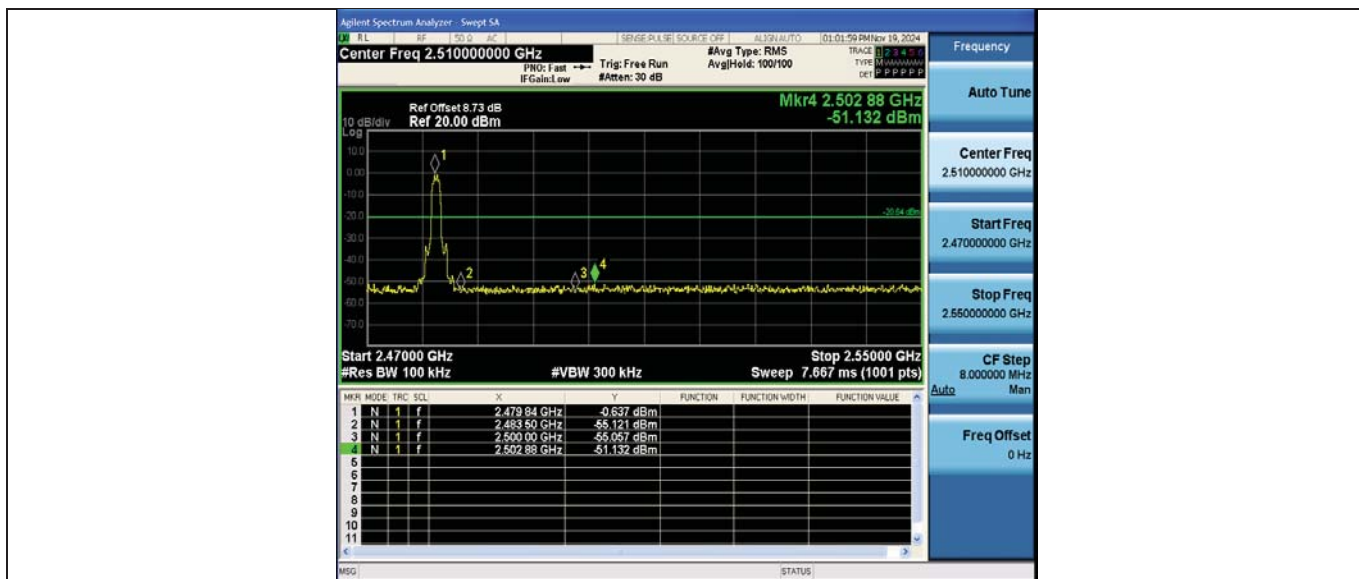 Agilent Spectrum Analyzer - Swept SA
RL RF 50 Ω AC SENSE:PULSE SOURCE OFF ALIGN AUTO 01:01:59 PM Nov 19, 2024
Center Freq 2.510000000 GHz
PNO: Fast
IFGain:Low
Trig: Free Run
#Atten: 30 dB
#Avg Type: RMS
Avg|Hold: 100/100
TRACE 1 2 3 4 5 6
TYPE M
DET P P P P P P
Ref Offset 8.73 dB
10 dB/div Ref 20.00 dBm
Log
Mkr4 2.502 88 GHz
-51.132 dBm
10.0
0.00
-10.0
-20.0
-30.0
-40.0
-50.0
-60.0
-70.0
1
2
3
4
-20.64 dBm
Start 2.47000 GHz Stop 2.55000 GHz
#Res BW 100 kHz #VBW 300 kHz Sweep 7.667 ms (1001 pts)
MKR MODE TRC SCL X Y FUNCTION FUNCTION WIDTH FUNCTION VALUE
1 N 1 f 2.479 84 GHz -0.637 dBm
2 N 1 f 2.483 50 GHz -55.121 dBm
3 N 1 f 2.500 00 GHz -55.057 dBm
4 N 1 f 2.502 88 GHz -51.132 dBm
5
6
7
8
9
10
11
MSG STATUS
Frequency
Auto Tune
Center Freq
2.510000000 GHz
Start Freq
2.470000000 GHz
Stop Freq
2.550000000 GHz
CF Step
8.000000 MHz
Auto Man
Freq Offset
0 Hz